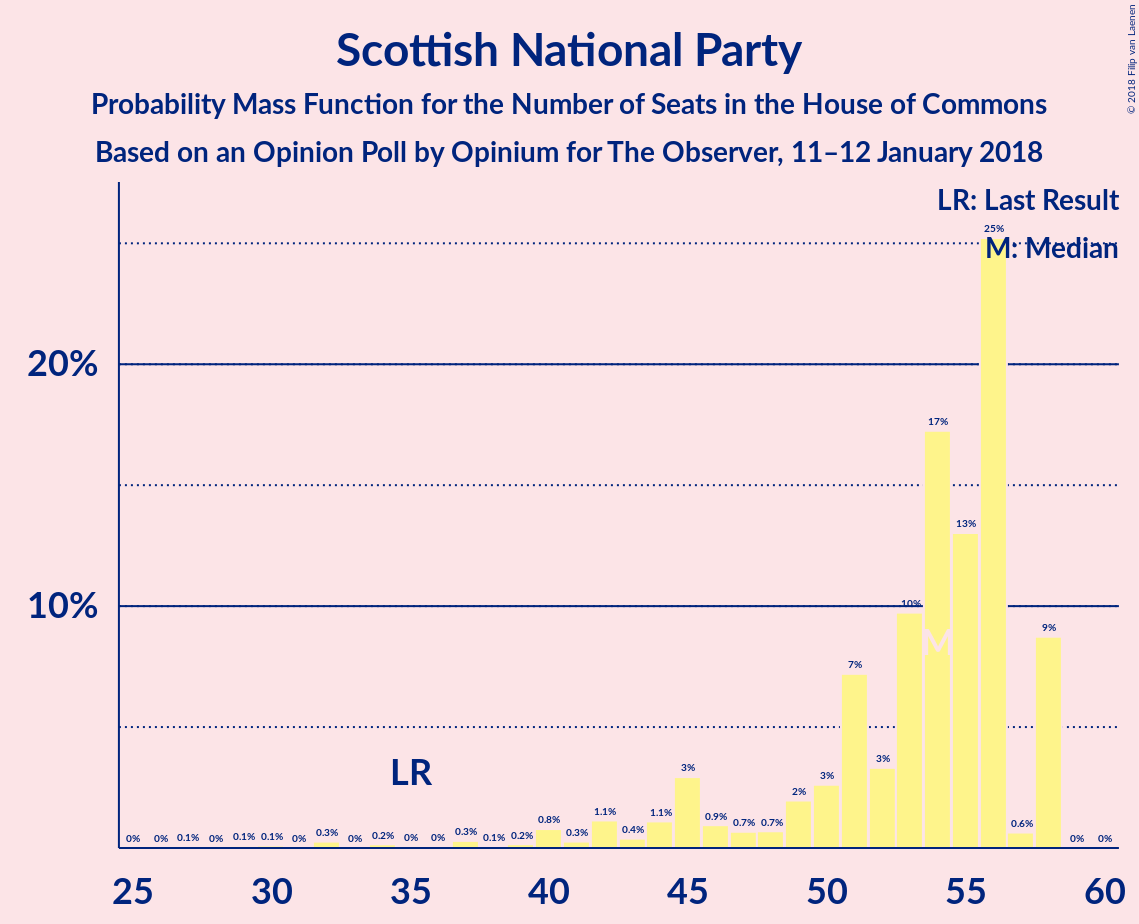 Scottish National Party
Probability Mass Function for the Number of Seats in the House of Commons
Based on an Opinion Poll by Opinium for The Observer, 11–12 January 2018
© 2018 Filip van Laenen
LR: Last Result
M: Median
20%
10%
0% 0% 0.1% 0% 0.1% 0.1% 0% 0.3% 0% 0.2% 0% 0% 0.3% 0.1% 0.2% 0.8% 0.3% 1.1% 0.4% 1.1% 3% 0.9% 0.7% 0.7% 2% 3% 7% 3% 10% 17% 13% 25% 0.6% 9% 0% 0%
LR
M
25 30 35 40 45 50 55 60